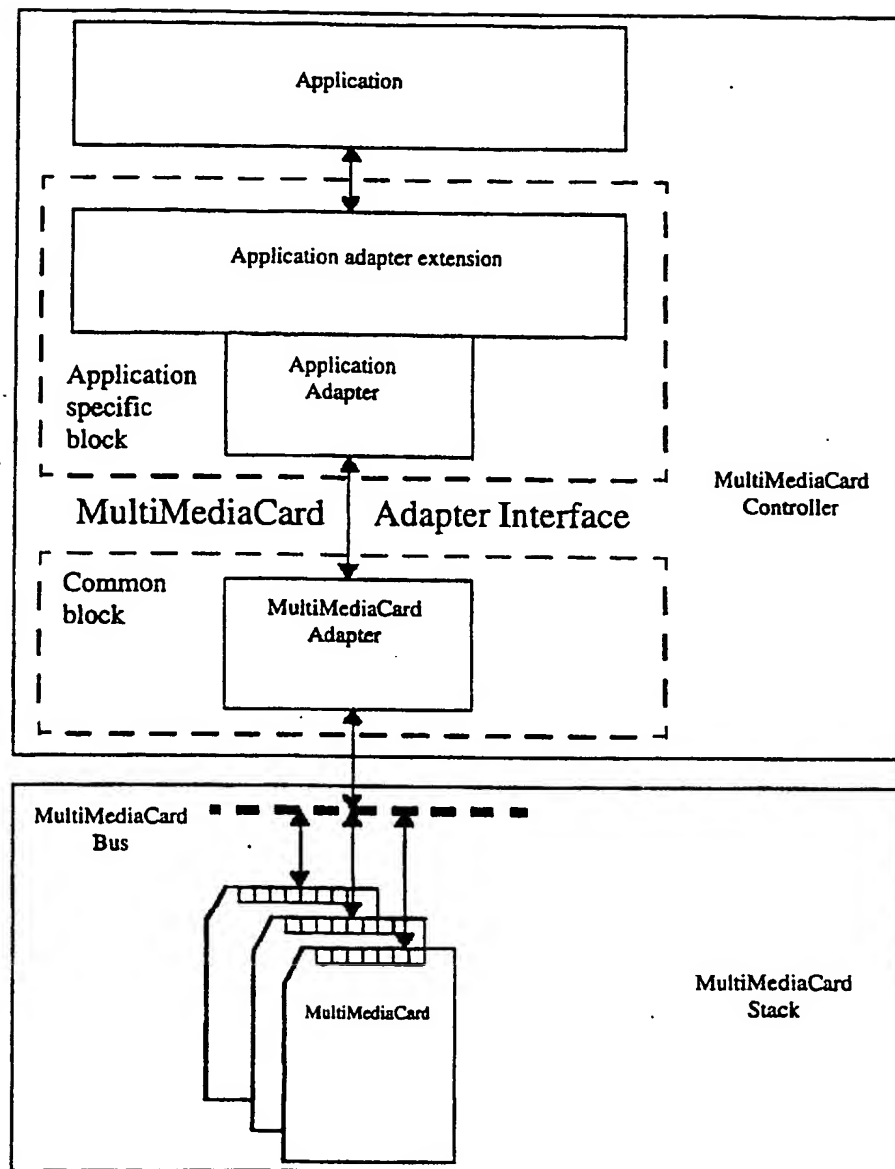 Application
Application adapter extension
Application
Adapter
Application
specific
block
MultiMediaCard
Controller
MultiMediaCard Adapter Interface
Common
block
MultiMediaCard
Adapter
MultiMediaCard
Bus
MultiMediaCard
MultiMediaCard
Stack